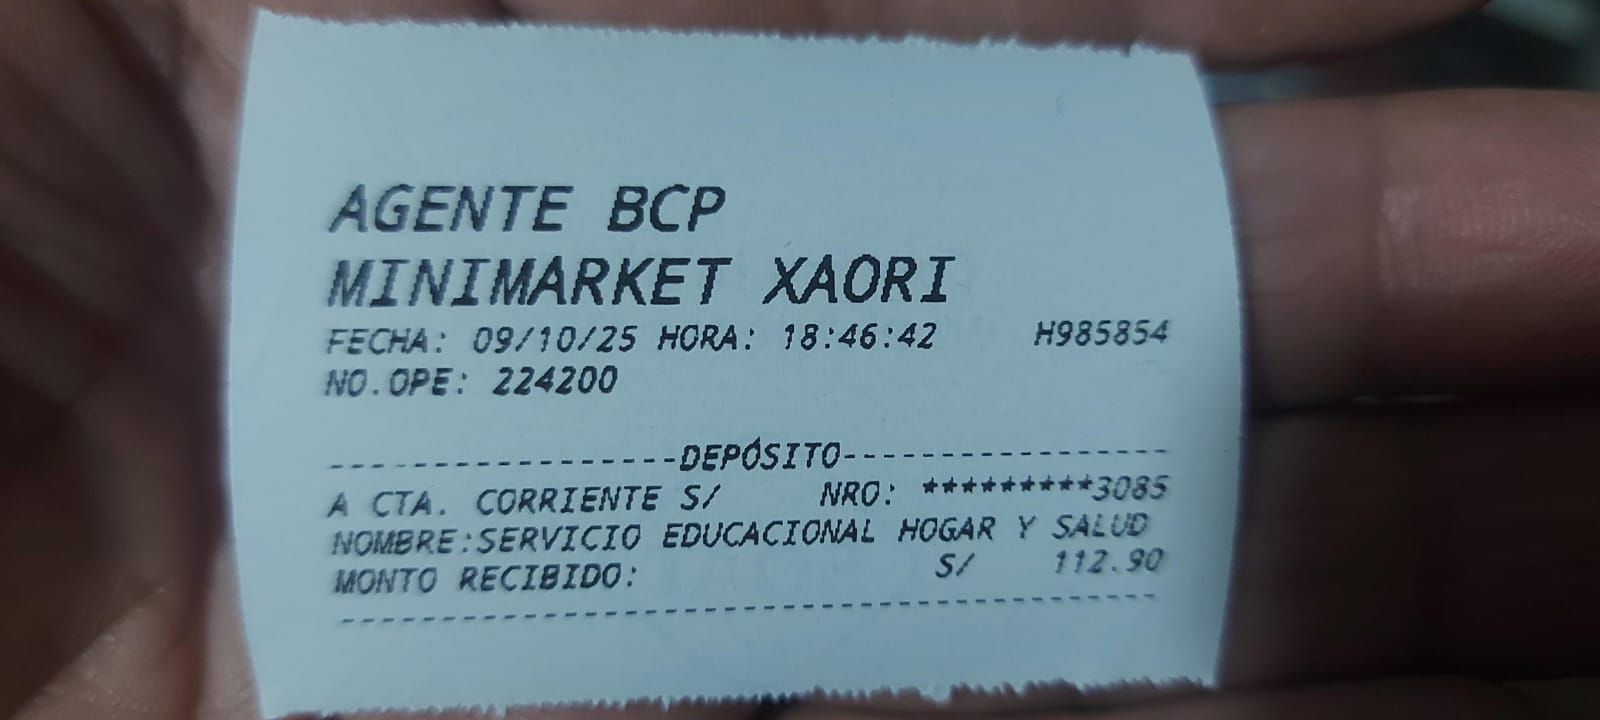 AGENTE BCP
MINIMARKET XAORI
FECHA: 09/10/25 HORA: 18:46:42 H985854
NO.OPE: 224200
-----------------DEPÓSITO----------------
A CTA. CORRIENTE S/ NRO: *********3085
NOMBRE:SERVICIO EDUCACIONAL HOGAR Y SALUD
MONTO RECIBIDO: S/ 112.90
-----------------------------------------